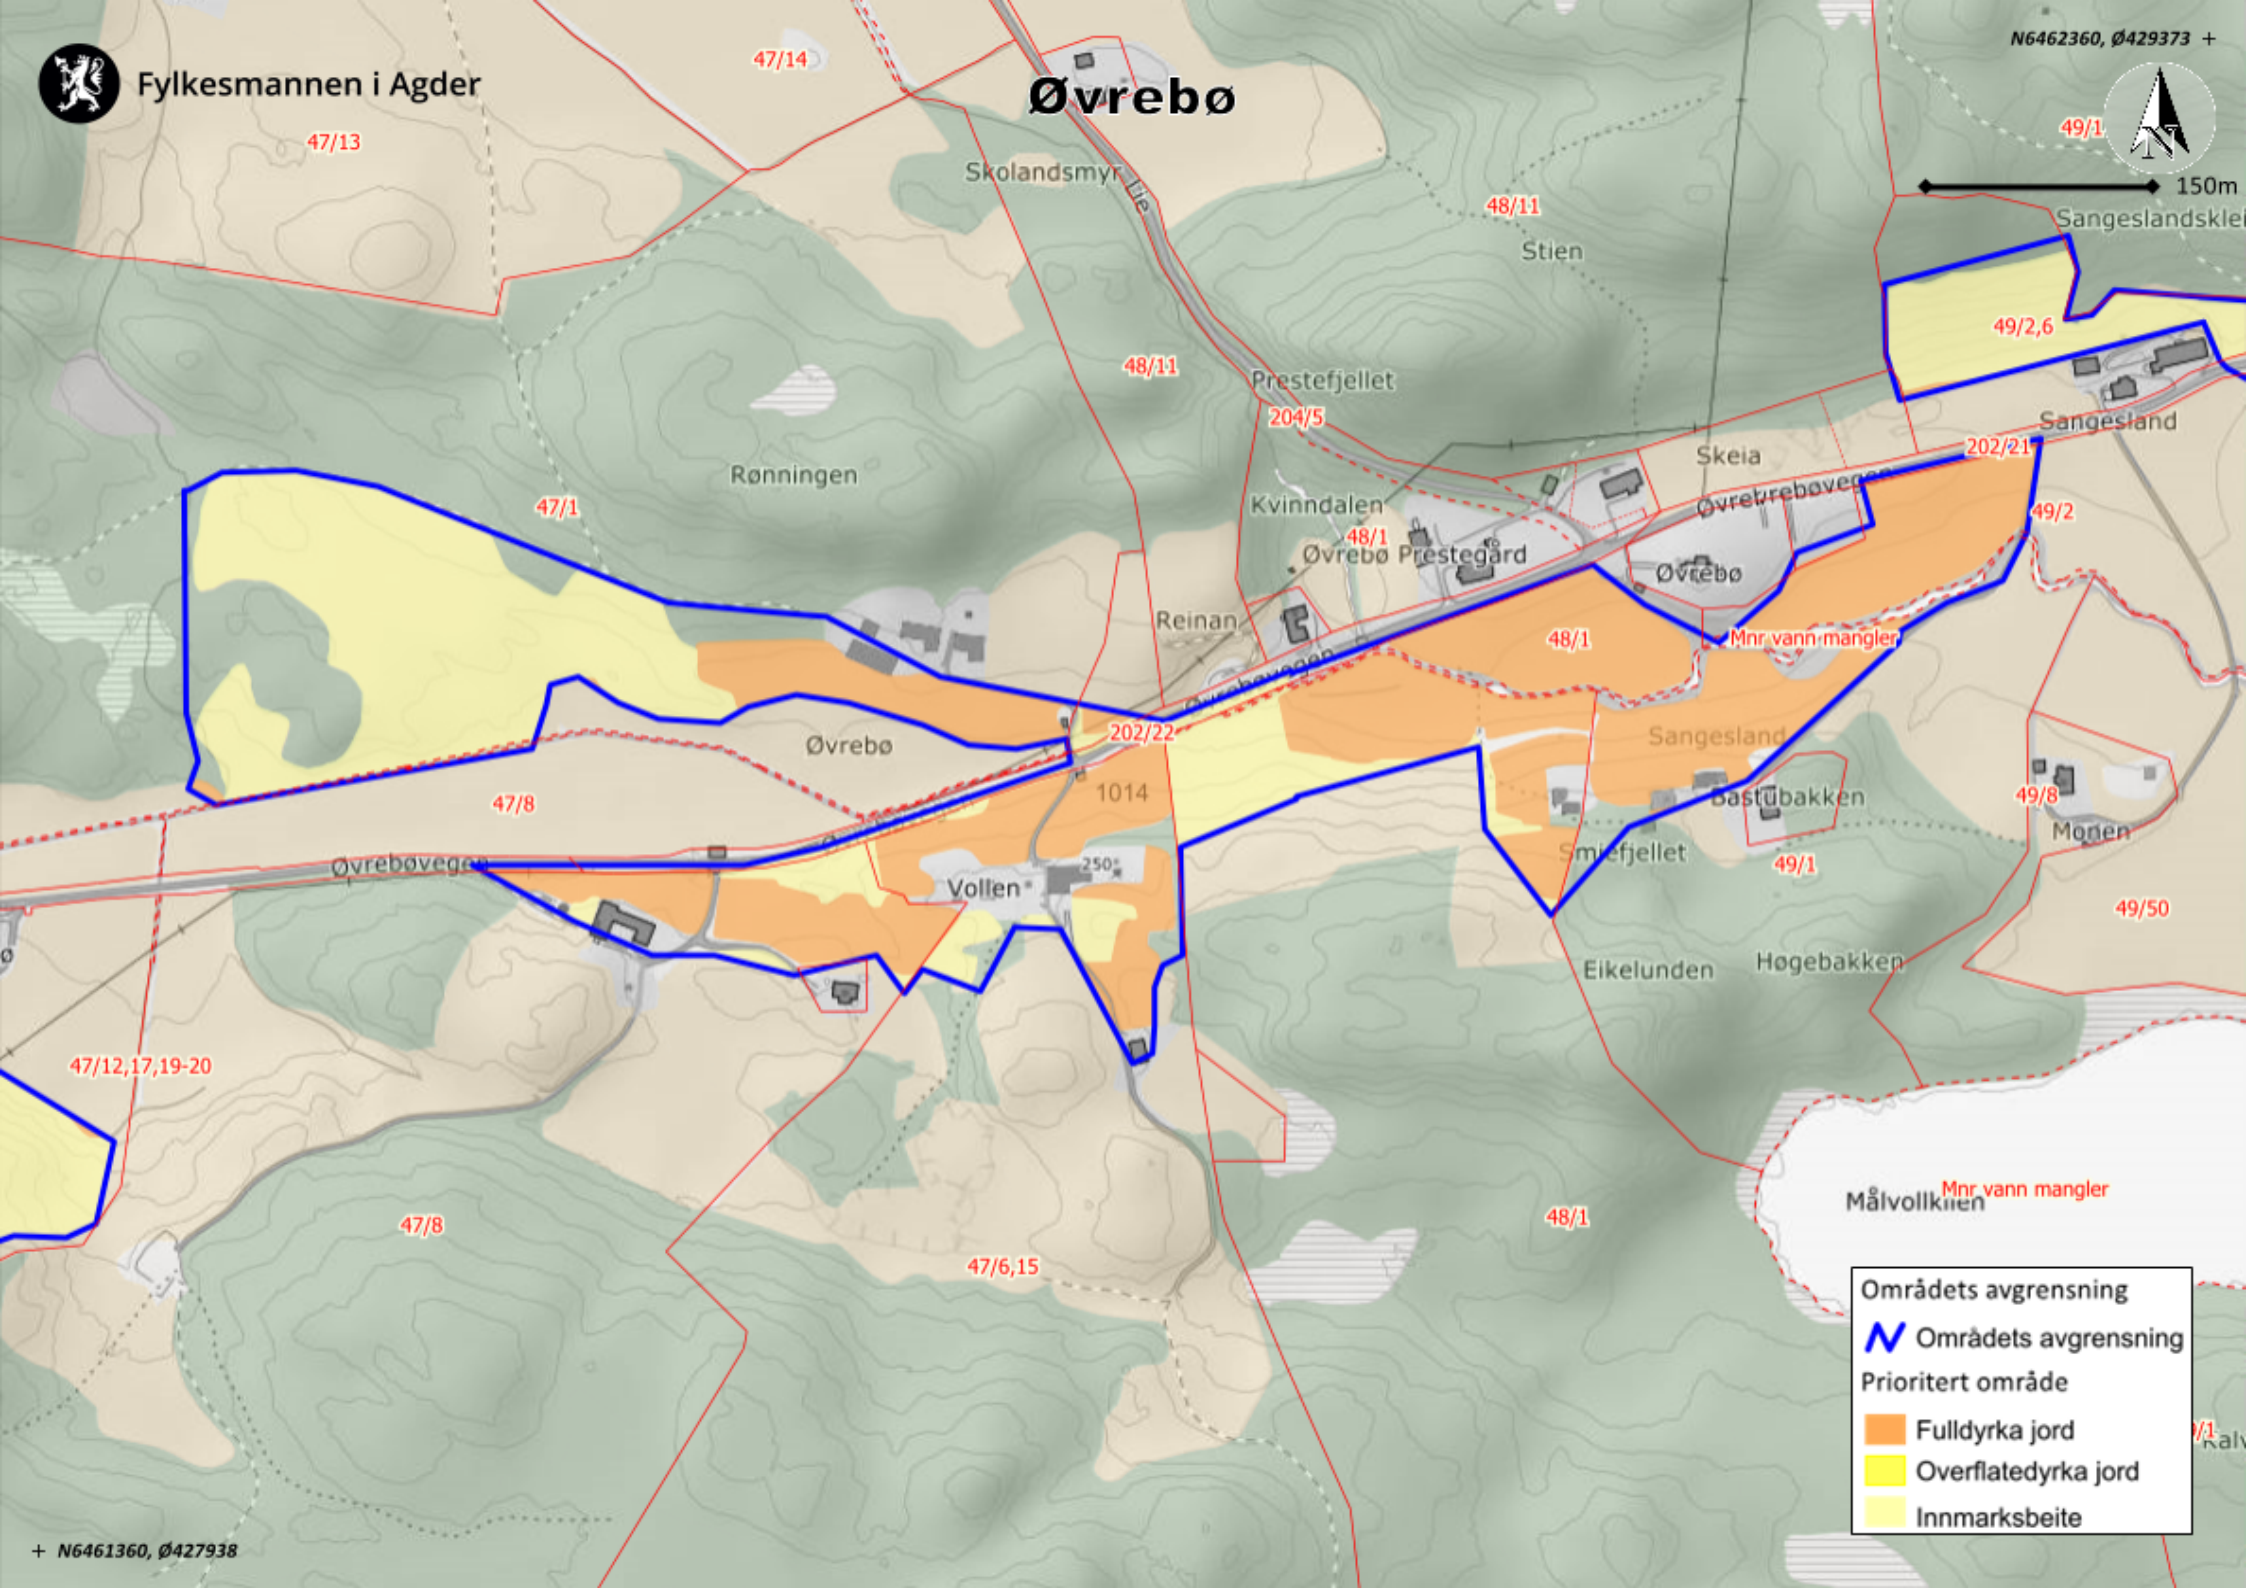 N6462360, Ø429373 +
Fylkesmannen i Agder
Øvrebø
47/14
47/13
49/1
150m
Skolandsmyr
Lie
48/11
Stien
Sangeslandsklei
49/2,6
48/11
Prestefjellet
204/5
Sangesland
202/21
Skeia
Rønningen
47/1
Kvinndalen
48/1
Øvrebø Prestegård
49/2
Øvrebø
Reinan
48/1
Mnr vann mangler
Øvrebøvegen
202/22
Øvrebø
Sangesland
1014
47/8
Bastubakken
49/8
Monen
Øvrebøvegen
Smiefjellet
49/1
250
Vollen
49/50
ø
Eikelunden
Høgebakken
47/12,17,19-20
Målvollkilen
Mnr vann mangler
47/8
48/1
47/6,15
Områdets avgrensning
Områdets avgrensning
Prioritert område
Fulldyrka jord
Overflatedyrka jord
Innmarksbeite
+ N6461360, Ø427938